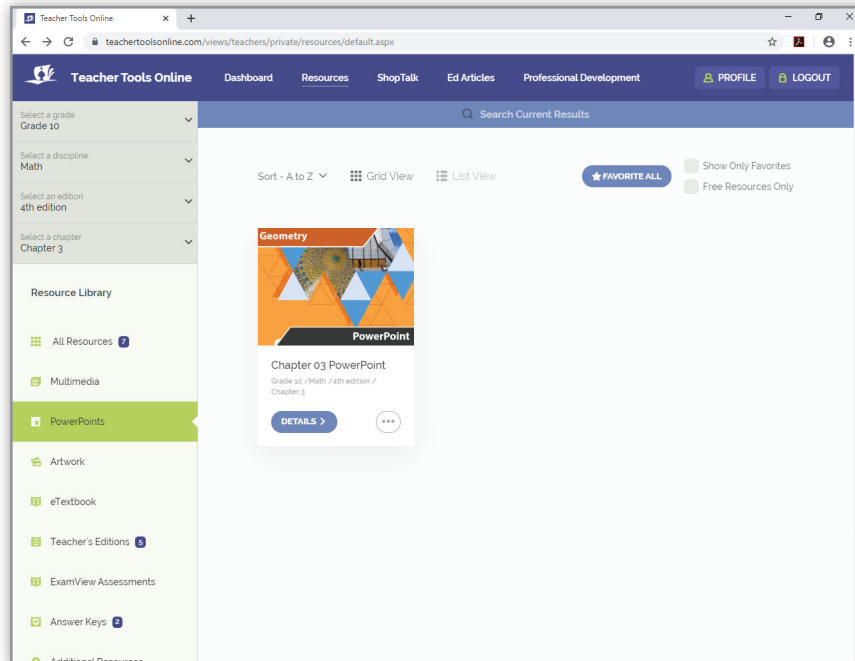 Teacher Tools Online
teachertoolsonline.com/views/teachers/private/resources/default.aspx
Teacher Tools Online
Dashboard
Resources
ShopTalk
Ed Articles
Professional Development
PROFILE
LOGOUT
Select a grade
Grade 10
Select a discipline
Math
Select an edition
4th edition
Select a chapter
Chapter 3
Resource Library
All Resources 7
Multimedia
PowerPoints
Artwork
eTextbook
Teacher's Editions 5
ExamView Assessments
Answer Keys 2
Additional Resources
Search Current Results
Sort - A to Z
Grid View
List View
FAVORITE ALL
Show Only Favorites
Free Resources Only
Geometry
PowerPoint
Chapter 03 PowerPoint
Grade 10 /Math /4th edition /
Chapter 3
DETAILS >